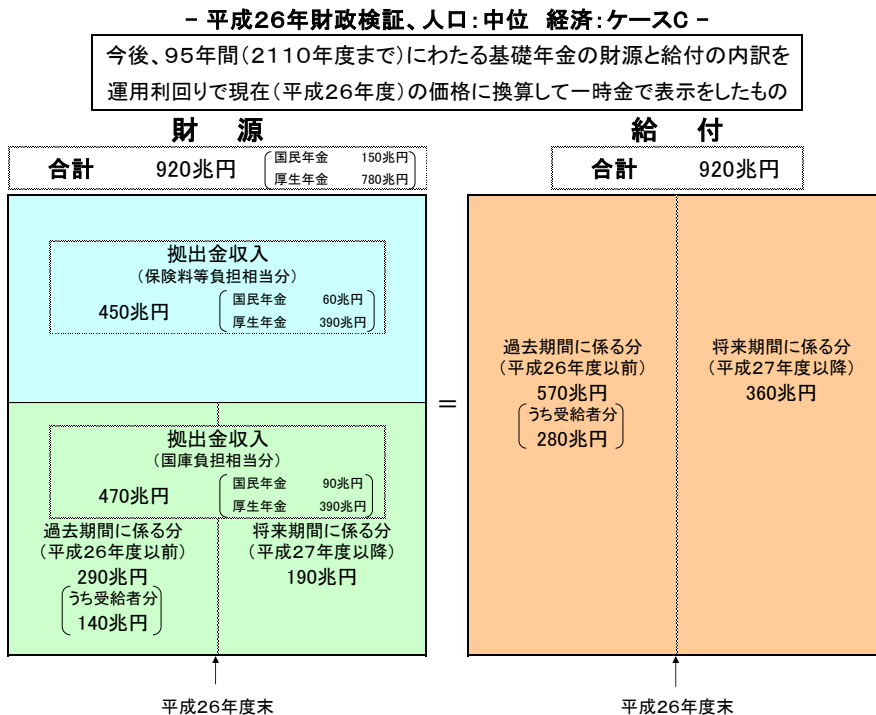 - 平成26年財政検証、人口:中位 経済:ケースC -
今後、95年間(2110年度まで)にわたる基礎年金の財源と給付の内訳を
運用利回りで現在(平成26年度)の価格に換算して一時金で表示をしたもの
財 源
合計 920兆円
国民年金 150兆円
厚生年金 780兆円
拠出金収入
(保険料等負担相当分)
450兆円
国民年金 60兆円
厚生年金 390兆円
拠出金収入
(国庫負担相当分)
470兆円
国民年金 90兆円
厚生年金 390兆円
過去期間に係る分
(平成26年度以前)
290兆円
うち受給者分
140兆円
将来期間に係る分
(平成27年度以降)
190兆円
平成26年度末
=
給 付
合計 920兆円
過去期間に係る分
(平成26年度以前)
570兆円
うち受給者分
280兆円
将来期間に係る分
(平成27年度以降)
360兆円
平成26年度末